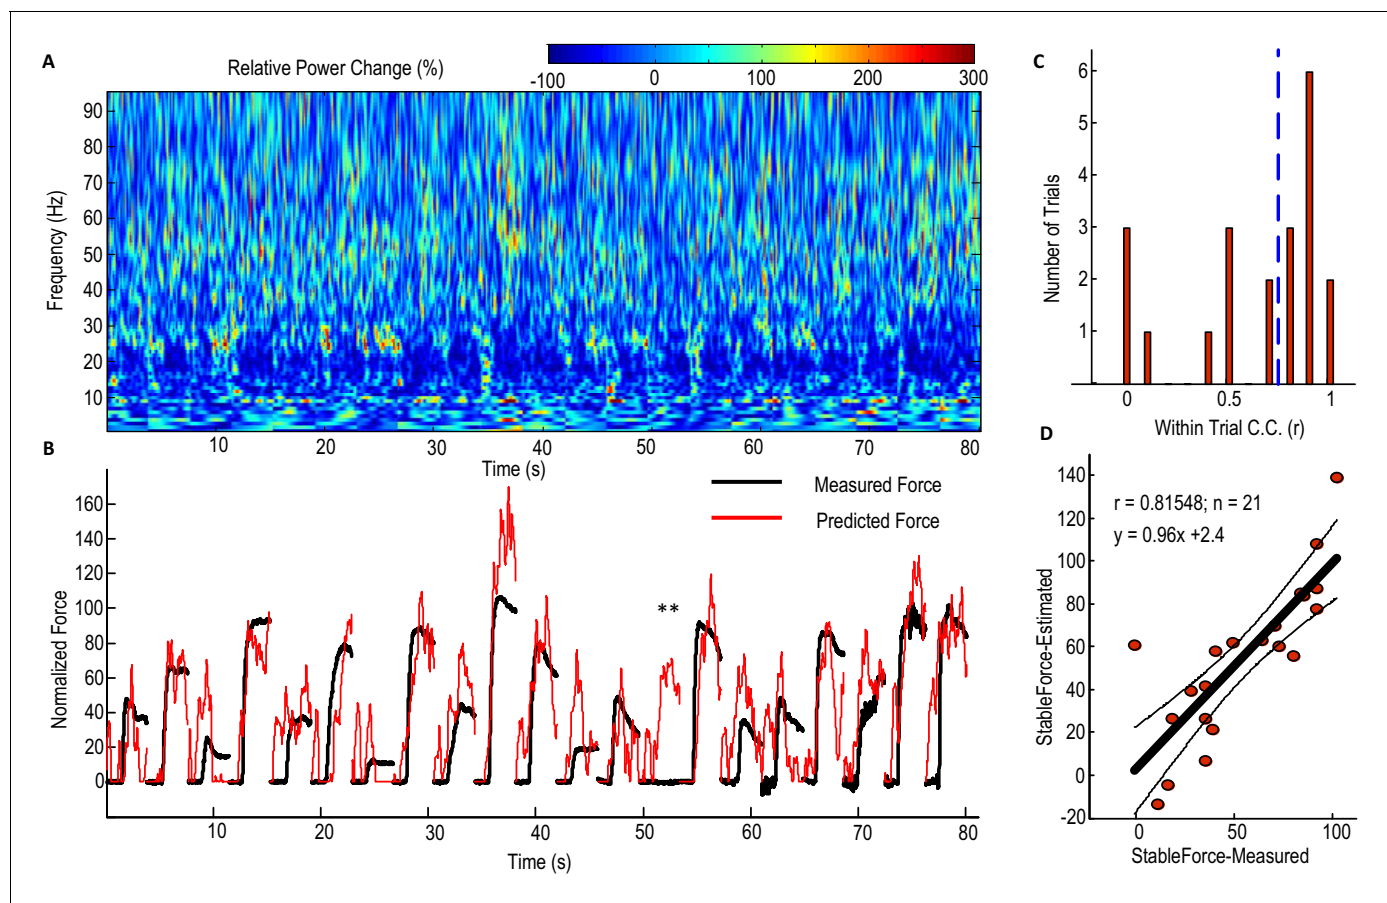 A
Relative Power Change (%)
-100 0 100 200 300
Frequency (Hz)
90
80
70
60
50
40
30
20
10
10 20 30 40 50 60 70 80
Time (s)
B
Measured Force
Predicted Force
Normalized Force
160
140
120
100
80
60
40
20
0
**
10 20 30 40 50 60 70 80
Time (s)
C
Number of Trials
6
5
4
3
2
1
0 0.5 1
Within Trial C.C. (r)
D
r = 0.81548; n = 21
y = 0.96x +2.4
StableForce-Estimated
140
120
100
80
60
40
20
0
-20
0 50 100
StableForce-Measured